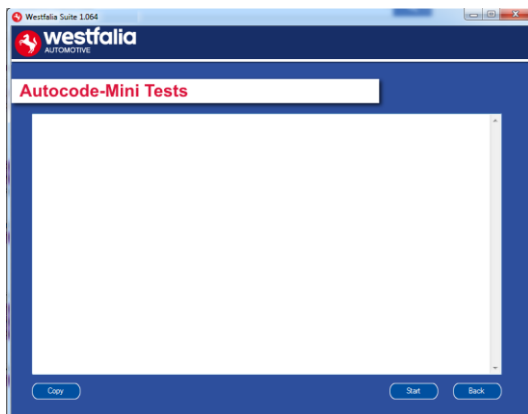 Westfalia Suite 1.064
westfalia
AUTOMOTIVE
Autocode-Mini Tests
Copy
Start
Back